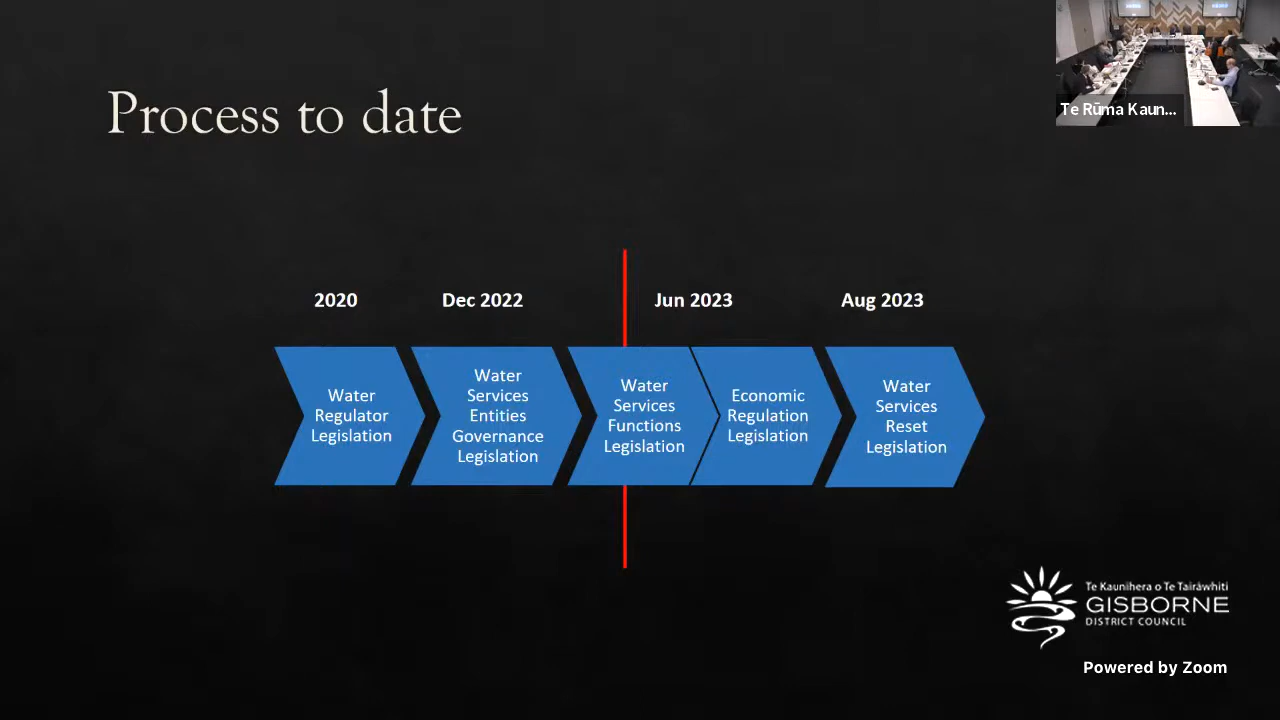 Te Rūma Kaun...
Process to date
2020
Dec 2022
Jun 2023
Aug 2023
Water
Regulator
Legislation
Water
Services
Entities
Governance
Legislation
Water
Services
Functions
Legislation
Economic
Regulation
Legislation
Water
Services
Reset
Legislation
Te Kaunihera o Te Tairāwhiti
GISBORNE
DISTRICT COUNCIL
Powered by Zoom